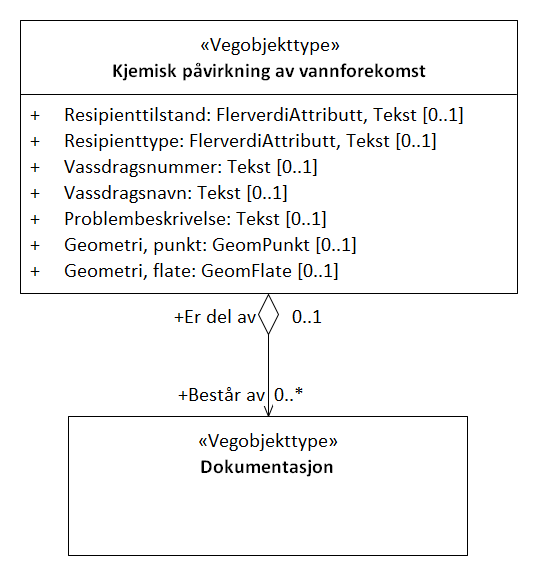 «Vegobjekttype»
Kjemisk påvirkning av vannforekomst
+ Resipienttilstand: FlerverdiAttributt, Tekst [0..1]
+ Resipienttype: FlerverdiAttributt, Tekst [0..1]
+ Vassdragsnummer: Tekst [0..1]
+ Vassdragsnavn: Tekst [0..1]
+ Problembeskrivelse: Tekst [0..1]
+ Geometri, punkt: GeomPunkt [0..1]
+ Geometri, flate: GeomFlate [0..1]
+Er del av 0..1
+Består av 0..*
«Vegobjekttype»
Dokumentasjon